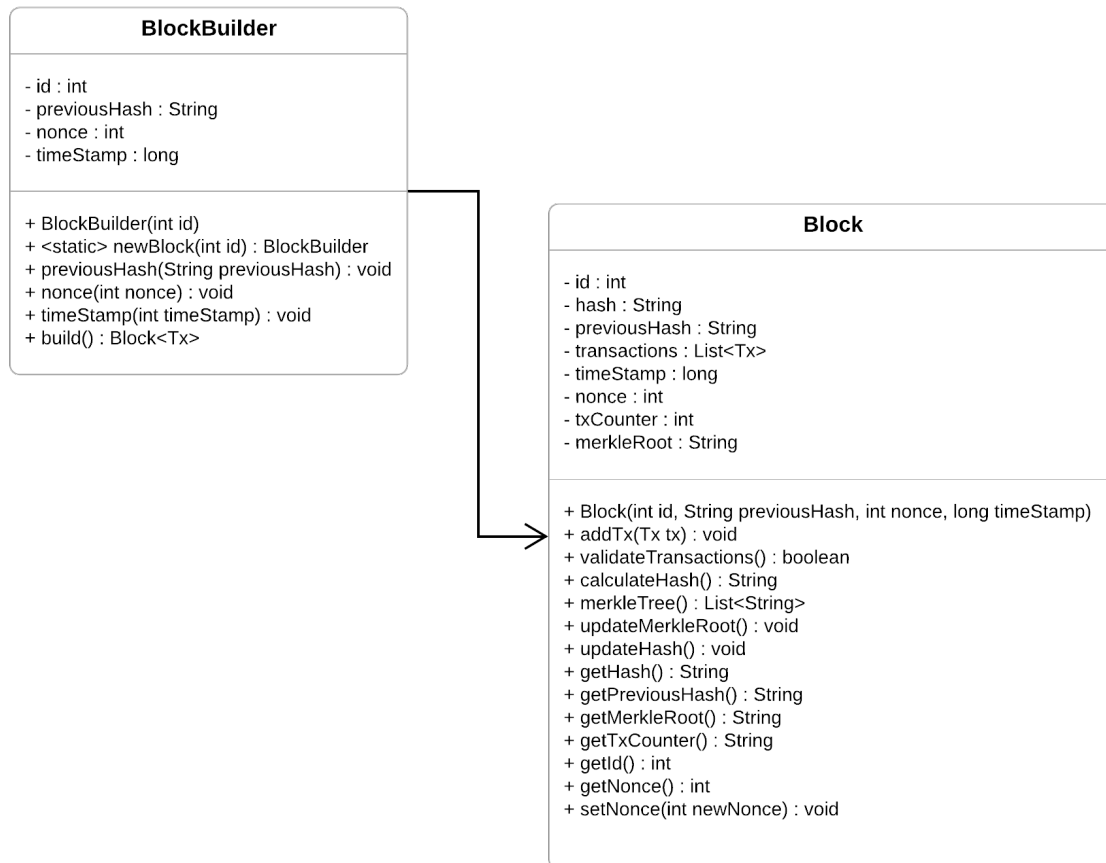 BlockBuilder
- id : int
- previousHash : String
- nonce : int
- timeStamp : long
+ BlockBuilder(int id)
+ <static> newBlock(int id) : BlockBuilder
+ previousHash(String previousHash) : void
+ nonce(int nonce) : void
+ timeStamp(int timeStamp) : void
+ build() : Block<Tx>
Block
- id : int
- hash : String
- previousHash : String
- transactions : List<Tx>
- timeStamp : long
- nonce : int
- txCounter : int
- merkleRoot : String
+ Block(int id, String previousHash, int nonce, long timeStamp)
+ addTx(Tx tx) : void
+ validateTransactions() : boolean
+ calculateHash() : String
+ merkleTree() : List<String>
+ updateMerkleRoot() : void
+ updateHash() : void
+ getHash() : String
+ getPreviousHash() : String
+ getMerkleRoot() : String
+ getTxCounter() : String
+ getId() : int
+ getNonce() : int
+ setNonce(int newNonce) : void